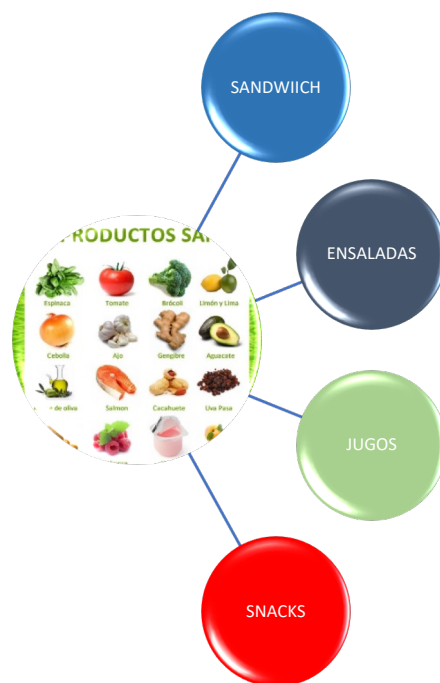 SANDWIICH
ENSALADAS
PRODUCTOS SA
Espinaca Tomate Brócoli Limón y Lima
Cebolla Ajo Gengibre Aguacate
de oliva Salmon Cacahuete Uva Pasa
JUGOS
SNACKS